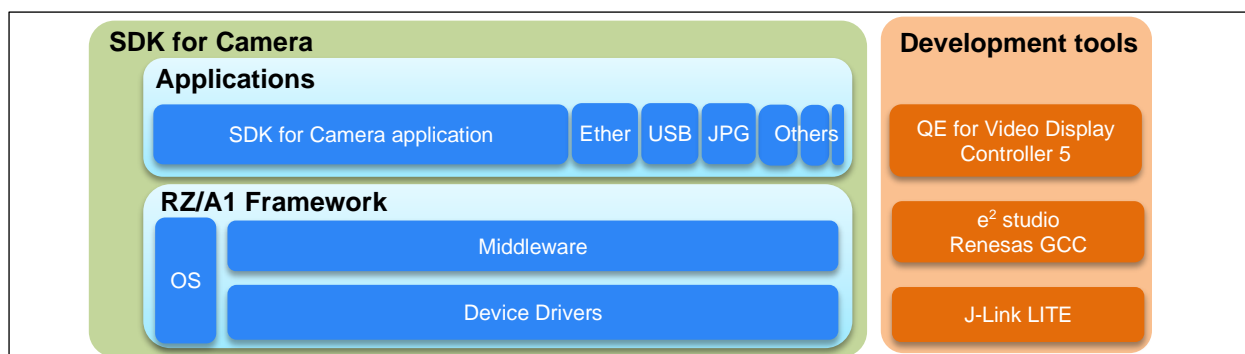 SDK for Camera
Applications
SDK for Camera application
Ether
USB
JPG
Others
RZ/A1 Framework
OS
Middleware
Device Drivers
Development tools
QE for Video Display
Controller 5
e² studio
Renesas GCC
J-Link LITE